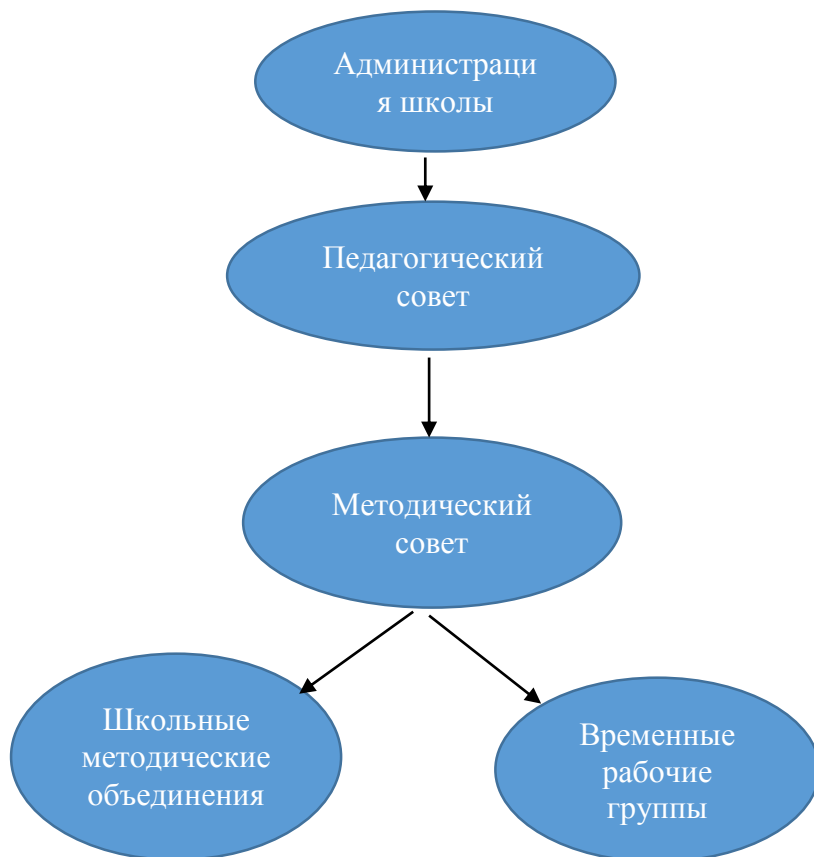 Администраци
я школы
Педагогический
совет
Методический
совет
Школьные
методические
объединения
Временные
рабочие
группы